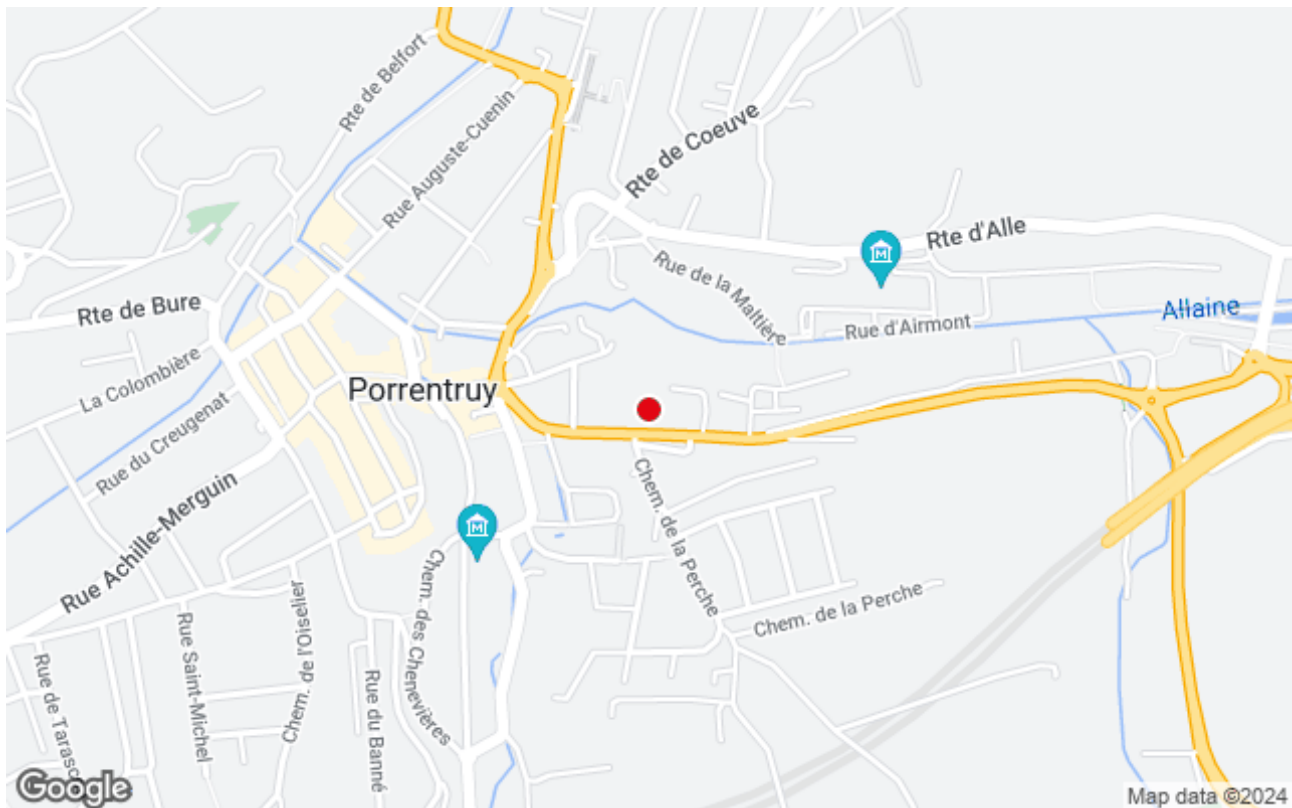 Rte de Belfort
Rue Auguste-Cuenin
Rte de Coeuve
Rte d'Alle
Rue de la Maltière
Allaine
Rue d'Airmont
Rte de Bure
La Colombière
Porrentruy
Rue du Creugenat
Rue Achille-Merguin
Chem. de la Perche
Chem. de la Perche
Chem. des Chenevières
Chem. de l'Oiselier
Rue Saint-Michel
Rue du Banné
Rue de Tarasc
M
M
Google
Map data ©2024